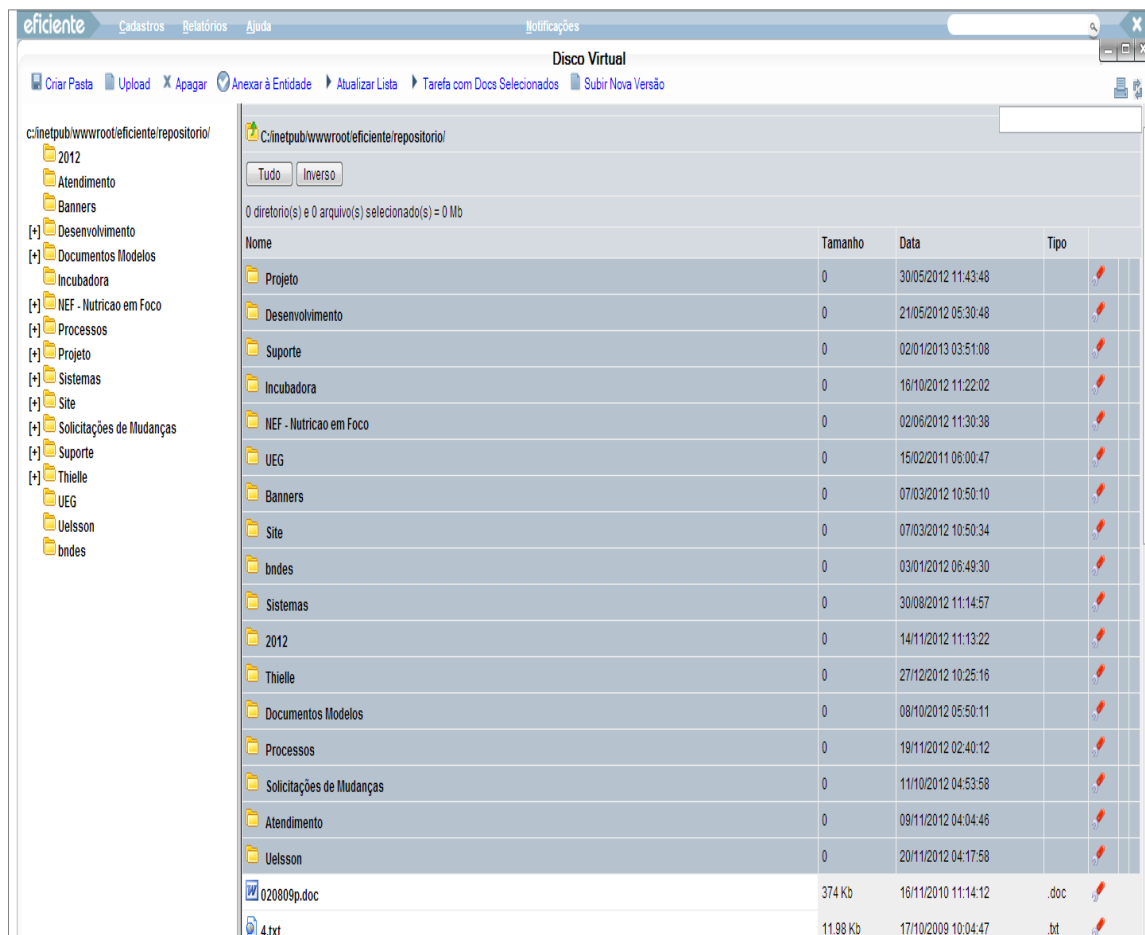 eficiente Cadastros Relatórios Ajuda Notificações
Disco Virtual
Criar Pasta Upload Apagar Anexar à Entidade Atualizar Lista Tarefa com Docs Selecionados Subir Nova Versão
c:/inetpub/wwwroot/eficiente/repositorio/
2012
Atendimento
Banners
[+] Desenvolvimento
[+] Documentos Modelos
Incubadora
[+] NEF - Nutricao em Foco
[+] Processos
[+] Projeto
[+] Sistemas
[+] Site
[+] Solicitações de Mudanças
[+] Suporte
[+] Thielle
UEG
Uelsson
bndes
C:/inetpub/wwwroot/eficiente/repositorio/
Tudo Inverso
0 diretorio(s) e 0 arquivo(s) selecionado(s) = 0 Mb
Nome Tamanho Data Tipo
Projeto 0 30/05/2012 11:43:48
Desenvolvimento 0 21/05/2012 05:30:48
Suporte 0 02/01/2013 03:51:08
Incubadora 0 16/10/2012 11:22:02
NEF - Nutricao em Foco 0 02/06/2012 11:30:38
UEG 0 15/02/2011 06:00:47
Banners 0 07/03/2012 10:50:10
Site 0 07/03/2012 10:50:34
bndes 0 03/01/2012 06:49:30
Sistemas 0 30/08/2012 11:14:57
2012 0 14/11/2012 11:13:22
Thielle 0 27/12/2012 10:25:16
Documentos Modelos 0 08/10/2012 05:50:11
Processos 0 19/11/2012 02:40:12
Solicitações de Mudanças 0 11/10/2012 04:53:58
Atendimento 0 09/11/2012 04:04:46
Uelsson 0 20/11/2012 04:17:58
020809p.doc 374 Kb 16/11/2010 11:14:12 .doc
4.txt 11.98 Kb 17/10/2009 10:04:47 .txt